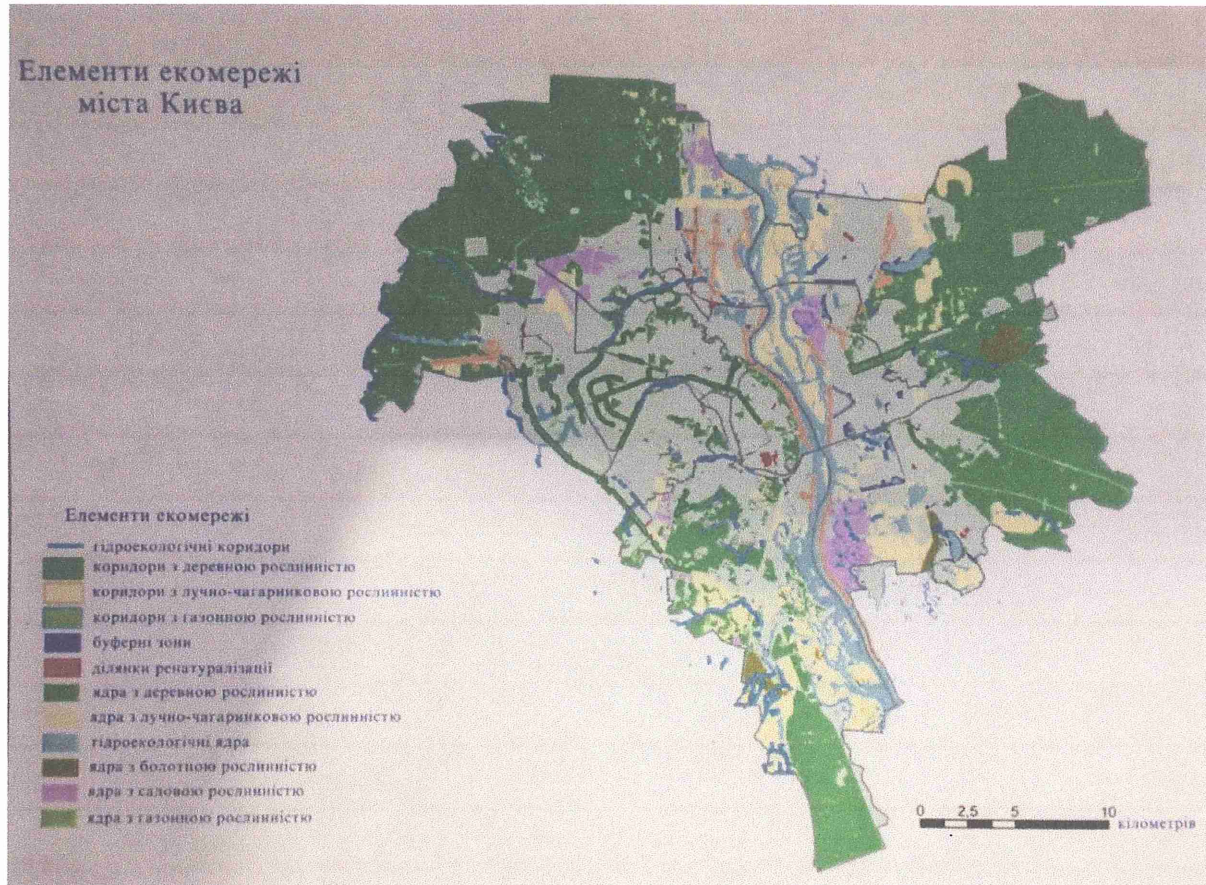 Елементи екомережі
міста Києва
Елементи екомережі
гідроекологічні коридори
коридори з деревною рослинністю
коридори з лучно-чагарниковою рослинністю
коридори з газонною рослинністю
буферні зони
ділянки ренатуралізації
ядра з деревною рослинністю
ядра з лучно-чагаринковою рослинністю
гідроекологічні ядра
ядра з болотною рослинністю
ядра з садовою рослинністю
ядра з газонною рослинністю
0 2,5 5 10
кілометрів